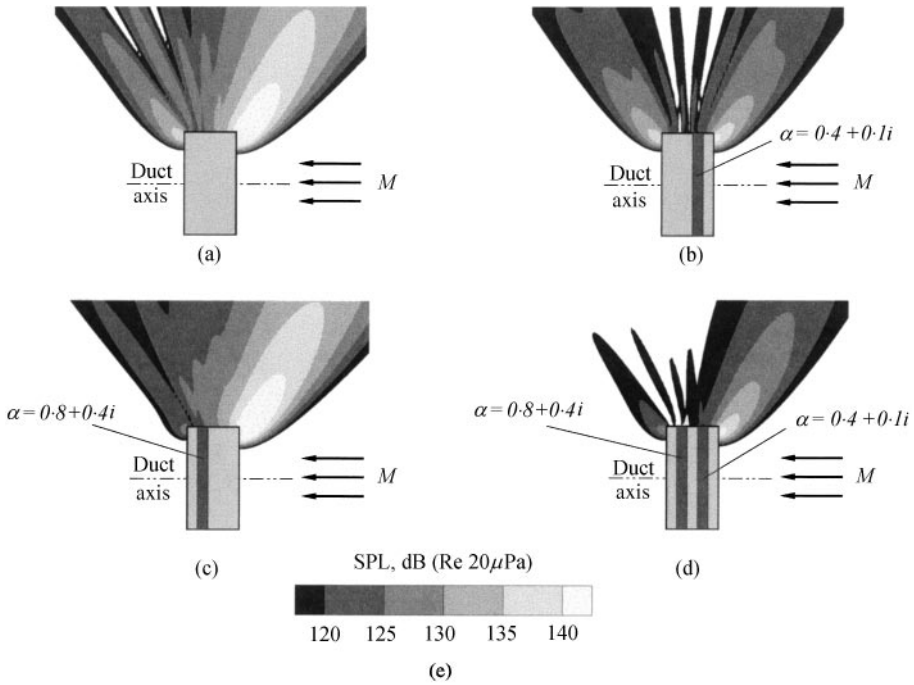 α = 0·4 + 0·1i
Duct
axis
M
(a)
Duct
axis
M
(b)
α = 0·8 + 0·4i
Duct
axis
M
(c)
α = 0·8 + 0·4i
α = 0·4 + 0·1i
Duct
axis
M
(d)
SPL, dB (Re 20μPa)
120 125 130 135 140
(e)